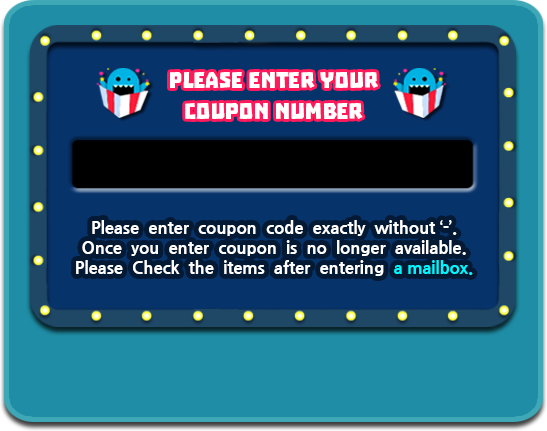 PLEASE ENTER YOUR
COUPON NUMBER
Please enter coupon code exactly without '-'.
Once you enter coupon is no longer available.
Please Check the items after entering a mailbox.